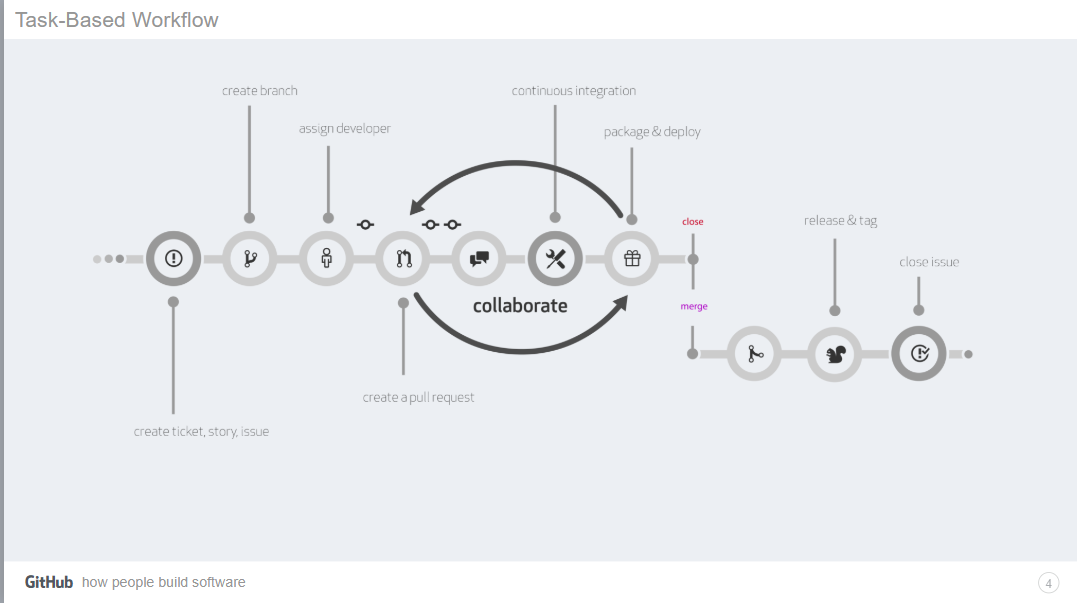 Task-Based Workflow
create branch
continuous integration
assign developer
package & deploy
close
release & tag
close issue
collaborate
merge
create a pull request
create ticket, story, issue
GitHub how people build software
4